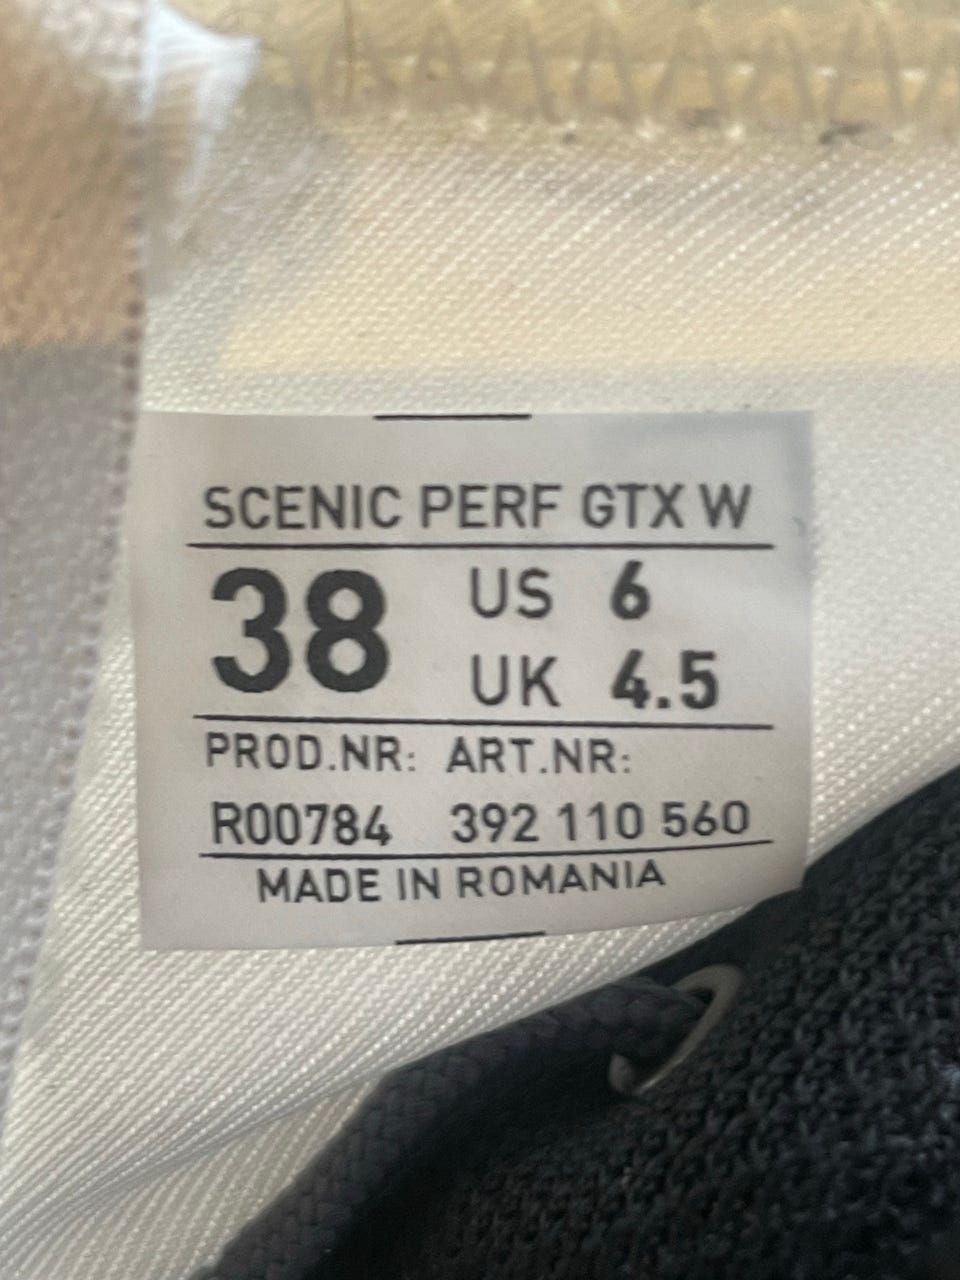 SCENIC PERF GTX W
38 US 6
UK 4.5
PROD.NR: ART.NR:
R00784 392 110 560
MADE IN ROMANIA